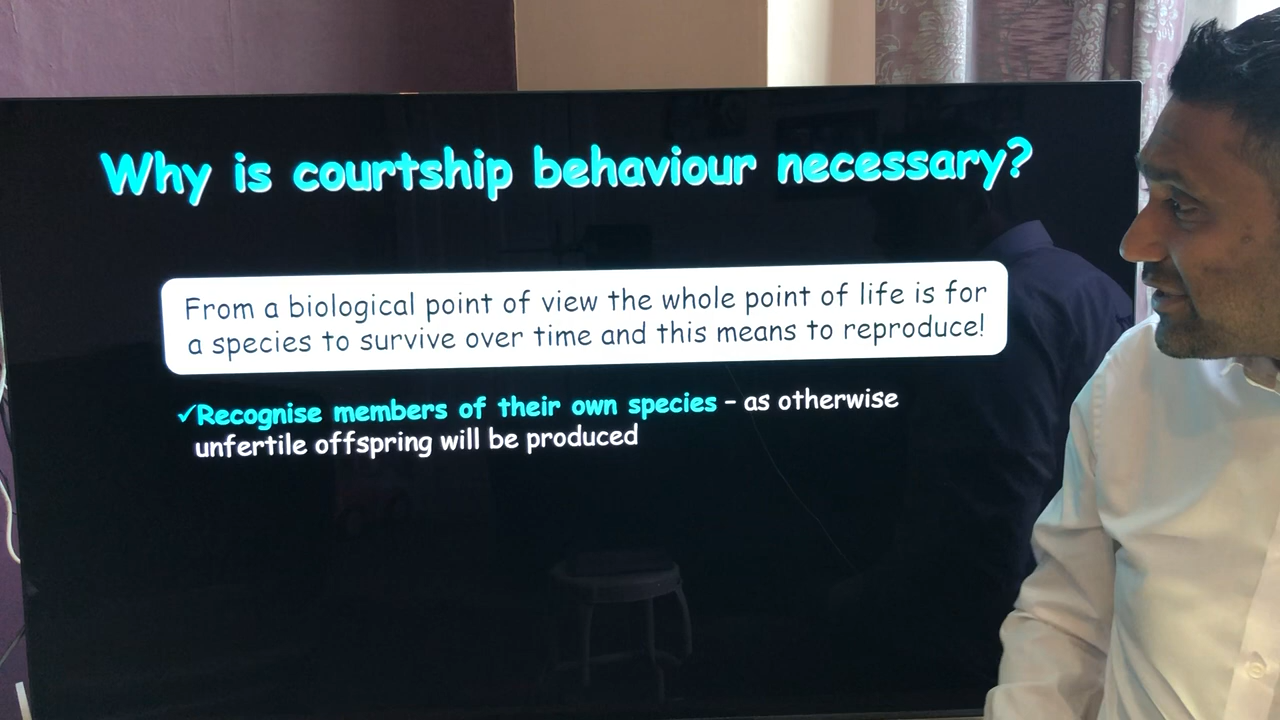 Why is courtship behaviour necessary?
From a biological point of view the whole point of life is for
a species to survive over time and this means to reproduce!
✓Recognise members of their own species – as otherwise
unfertile offspring will be produced